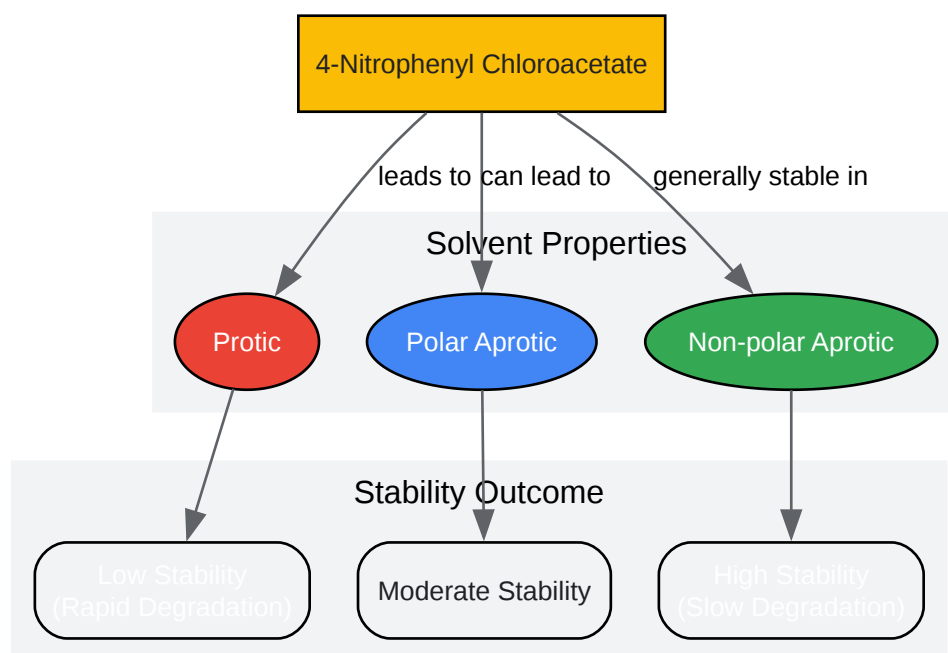 4-Nitrophenyl Chloroacetate
leads to
can lead to
generally stable in
Solvent Properties
Protic
Polar Aprotic
Non-polar Aprotic
Stability Outcome
Low Stability
(Rapid Degradation)
Moderate Stability
High Stability
(Slow Degradation)